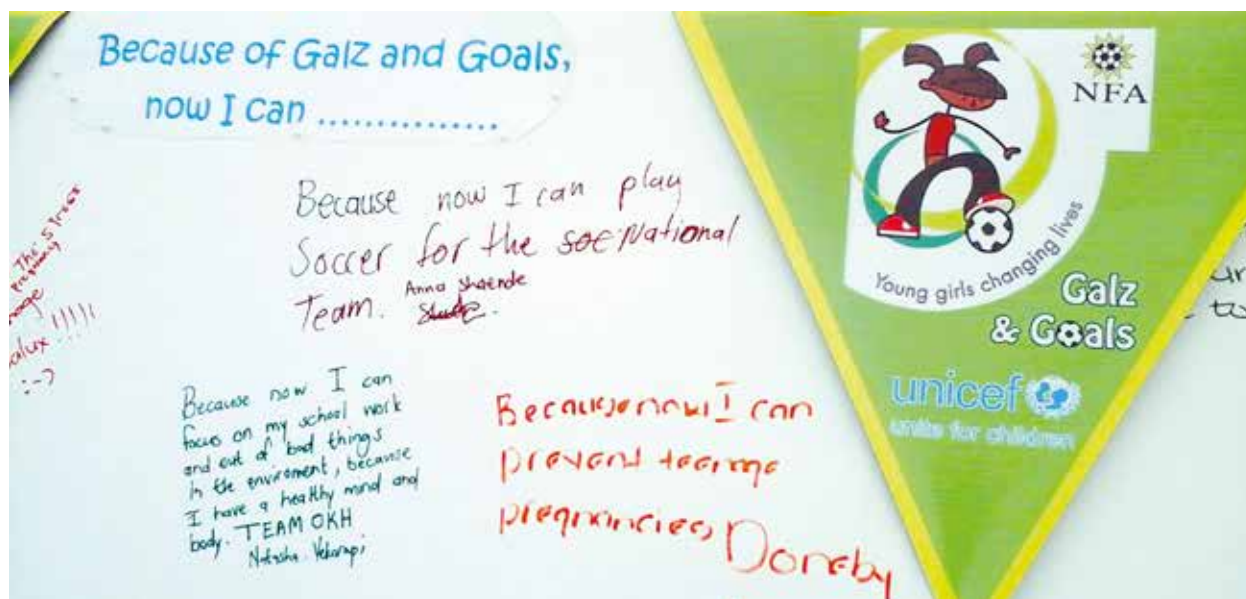 Because of Galz and Goals,
now I can ...............
Because now I can play
Soccer for the soc National
Team. Anna Shaende
Because now I can
focus on my school work
and out of bad things
in the enviroment, because
I have a healthy mind and
body. TEAM OKH
Natasha
Because now I can
prevent teenage
pregnancies
NFA
Young girls changing lives
Galz
& Goals
unicef
unite for children